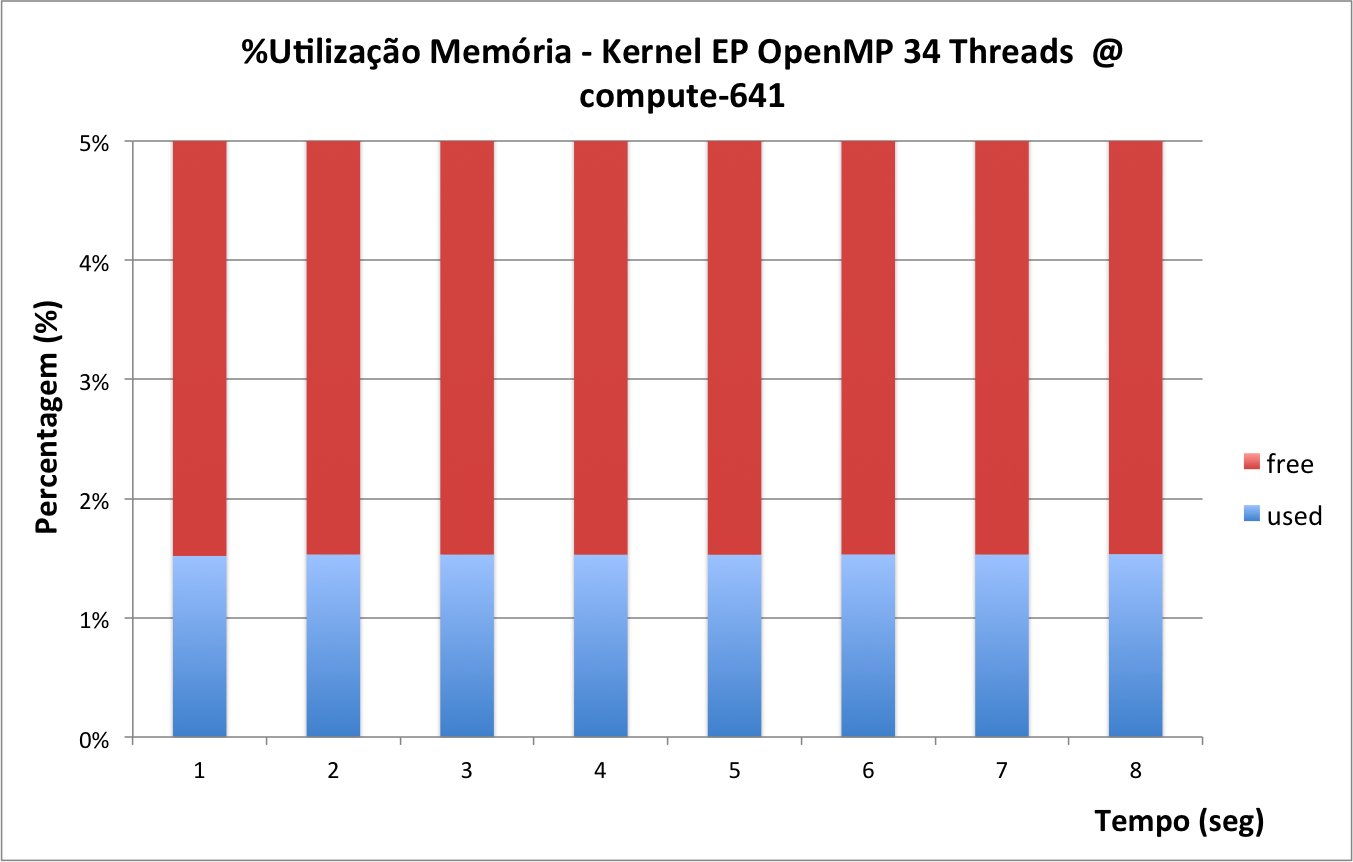 %Utilização Memória - Kernel EP OpenMP 34 Threads @
compute-641
5%
4%
3%
2%
1%
0%
Percentagem (%)
1 2 3 4 5 6 7 8
Tempo (seg)
free
used